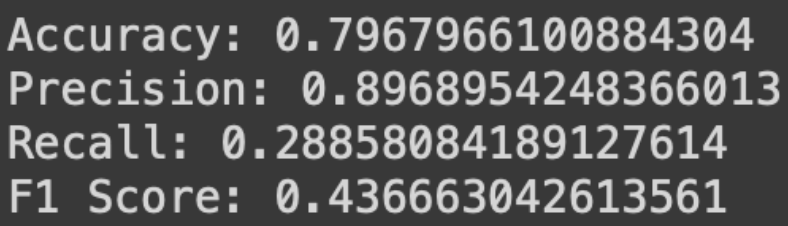 Accuracy: 0.7967966100884304
Precision: 0.8968954248366013
Recall: 0.28858084189127614
F1 Score: 0.436663042613561